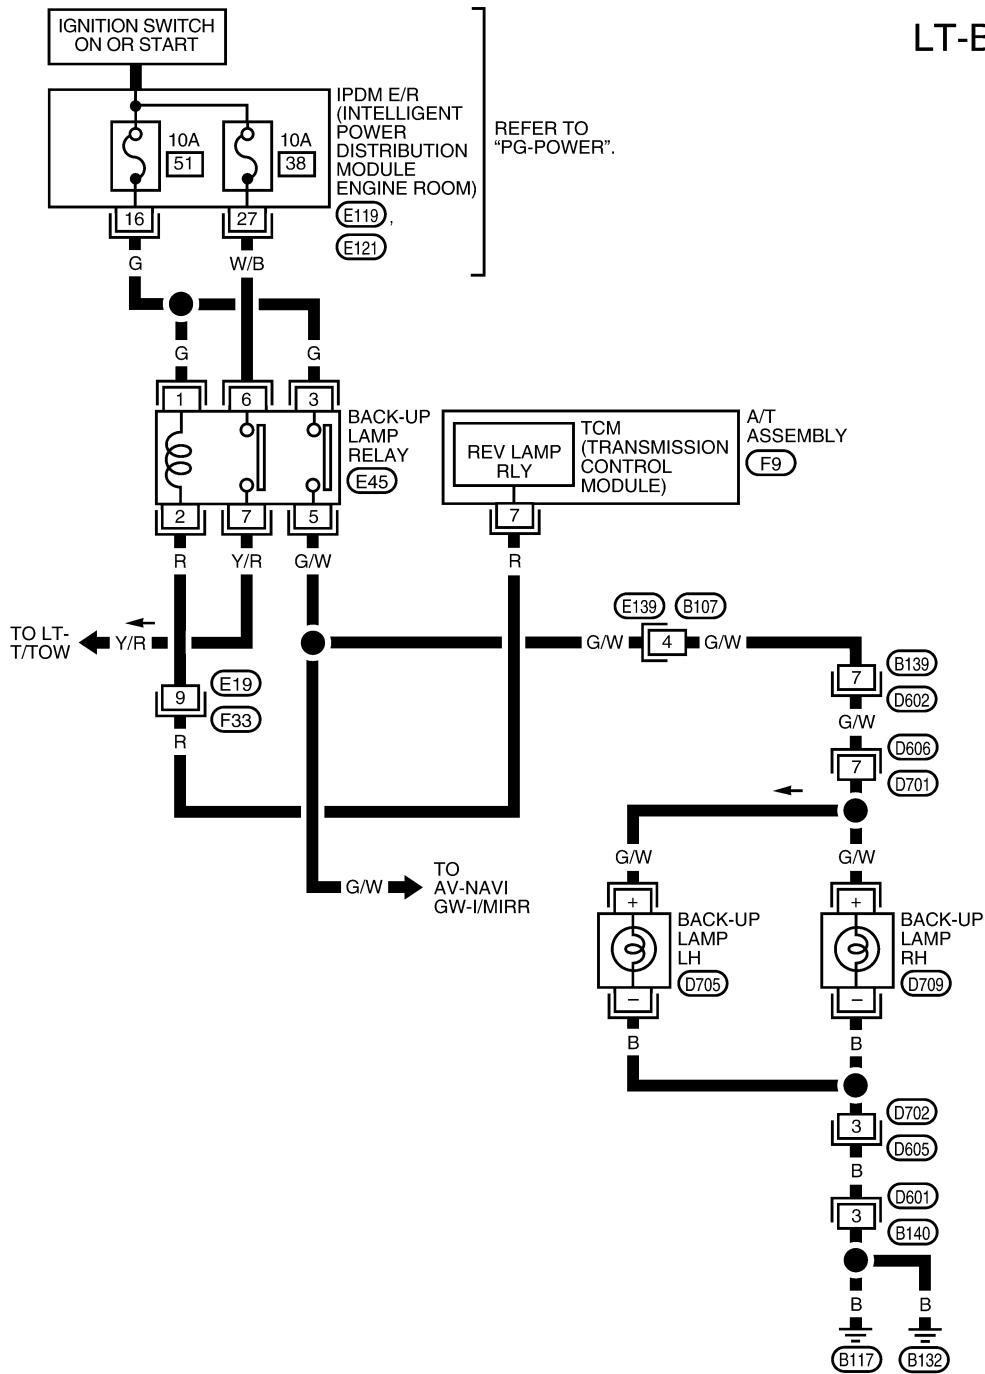 LT-B
IGNITION SWITCH
ON OR START
IPDM E/R
(INTELLIGENT
POWER
DISTRIBUTION
MODULE
ENGINE ROOM)
E119 ,
E121
REFER TO
“PG-POWER”.
10A
51
10A
38
16
27
G
W/B
G
G
1
6
3
BACK-UP
LAMP
RELAY
E45
2
7
5
R
Y/R
G/W
REV LAMP
RLY
TCM
(TRANSMISSION
CONTROL
MODULE)
A/T
ASSEMBLY
F9
7
R
TO LT-
T/TOW
Y/R
9
E19
F33
R
E139
B107
G/W
4
G/W
7
B139
D602
G/W
7
D606
D701
G/W
TO
AV-NAVI
GW-I/MIRR
G/W
G/W
+
+
BACK-UP
LAMP
LH
D705
BACK-UP
LAMP
RH
D709
–
–
B
B
3
D702
D605
B
3
D601
B140
B
B
B117
B132